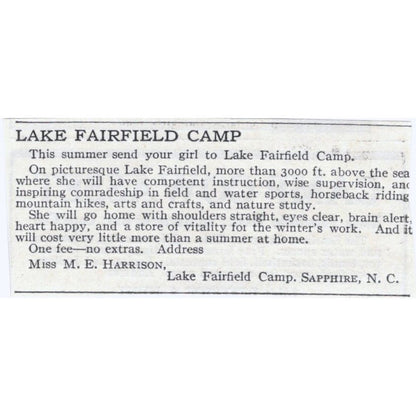 LAKE FAIRFIELD CAMP
This summer send your girl to Lake Fairfield Camp.
On picturesque Lake Fairfield, more than 3000 ft. above the sea
where she will have competent instruction, wise supervision, and
inspiring comradeship in field and water sports, horseback riding
mountain hikes, arts and crafts, and nature study.
She will go home with shoulders straight, eyes clear, brain alert,
heart happy, and a store of vitality for the winter's work. And it
will cost very little more than a summer at home.
One fee—no extras. Address
Miss M. E. HARRISON,
Lake Fairfield Camp. SAPPHIRE, N. C.